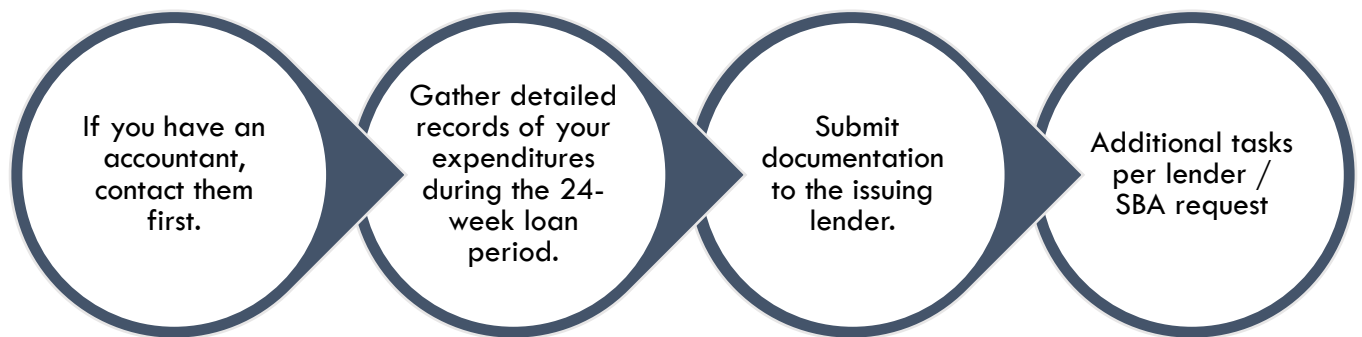 If you have an
accountant,
contact them
first.
Gather detailed
records of your
expenditures
during the 24-
week loan
period.
Submit
documentation
to the issuing
lender.
Additional tasks
per lender /
SBA request